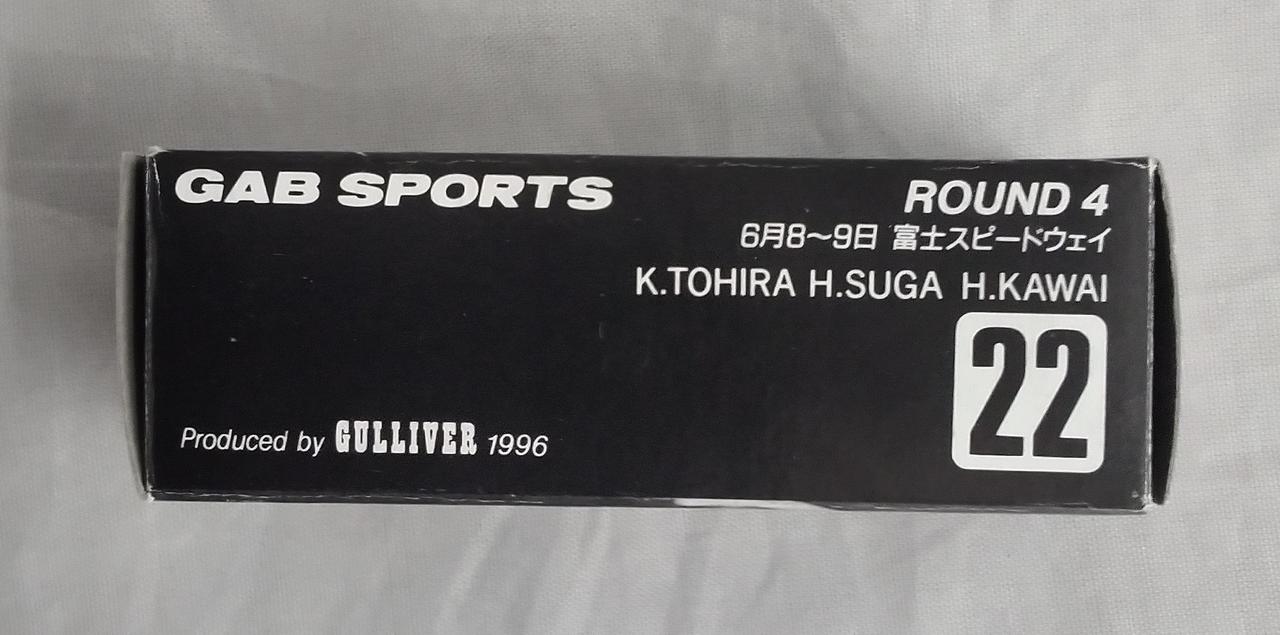 GAB SPORTS
ROUND 4
6月8～9日 富士スピードウェイ
K.TOHIRA H.SUGA H.KAWAI
22
Produced by GULLIVER 1996